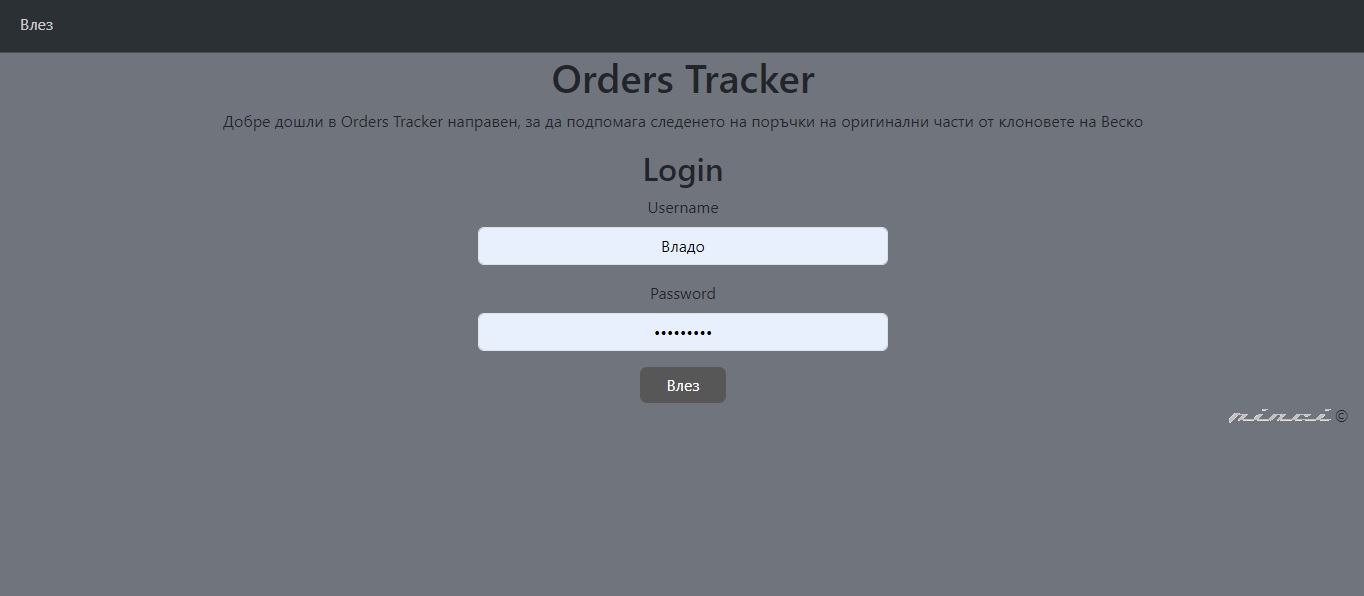 Влез
Orders Tracker
Добре дошли в Orders Tracker направен, за да подпомага следенето на поръчки на оригинални части от клоновете на Веско
Login
Username
Владо
Password
•••••••••
Влез
pinci ©